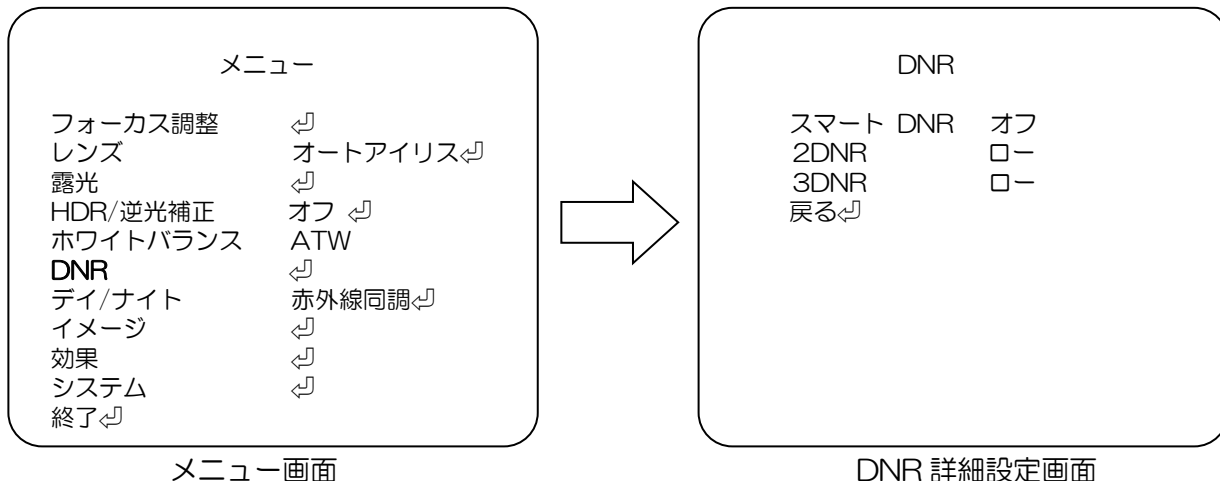 メニュー
フォーカス調整 ⏎
レンズ オートアイリス⏎
露光 ⏎
HDR/逆光補正 オフ ⏎
ホワイトバランス ATW
DNR ⏎
デイ/ナイト 赤外線同調⏎
イメージ ⏎
効果 ⏎
システム ⏎
終了⏎
メニュー画面
DNR
スマート DNR オフ
2DNR ロー
3DNR ロー
戻る⏎
DNR 詳細設定画面